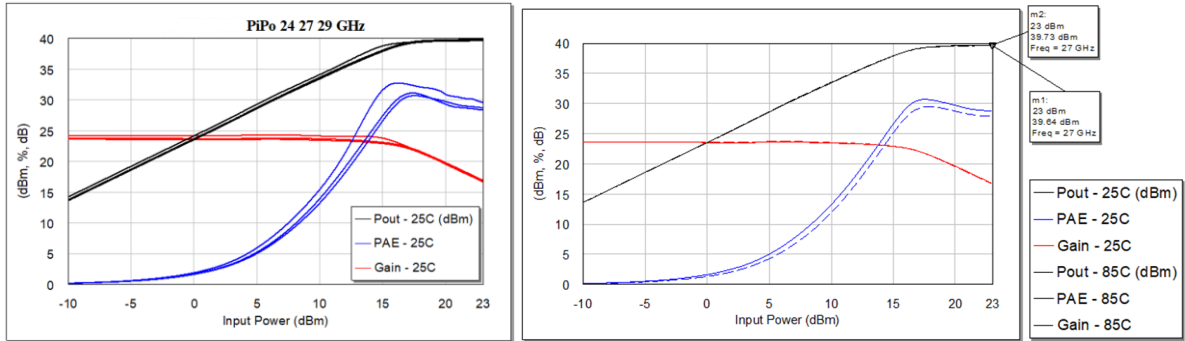 PiPo 24 27 29 GHz
(dBm, %, dB)
40
35
30
25
20
15
10
5
0
-10
-5
0
5
10
15
20
23
Input Power (dBm)
Pout - 25C (dBm)
PAE - 25C
Gain - 25C
(dBm, %, dB)
40
35
30
25
20
15
10
5
0
-10
-5
0
5
10
15
20
23
Input Power (dBm)
m2:
23 dBm
39.73 dBm
Freq = 27 GHz
m1:
23 dBm
39.64 dBm
Freq = 27 GHz
Pout - 25C (dBm)
PAE - 25C
Gain - 25C
Pout - 85C (dBm)
PAE - 85C
Gain - 85C